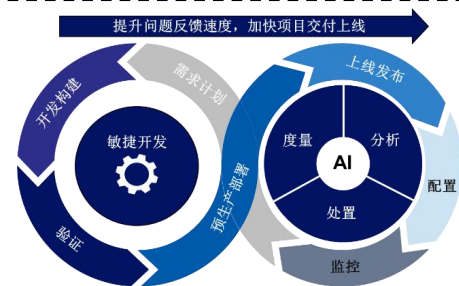 提升问题反馈速度，加快项目交付上线
开发构建
需求计划
上线发布
敏捷开发
度量
分析
AI
处置
配置
预生产部署
验证
监控